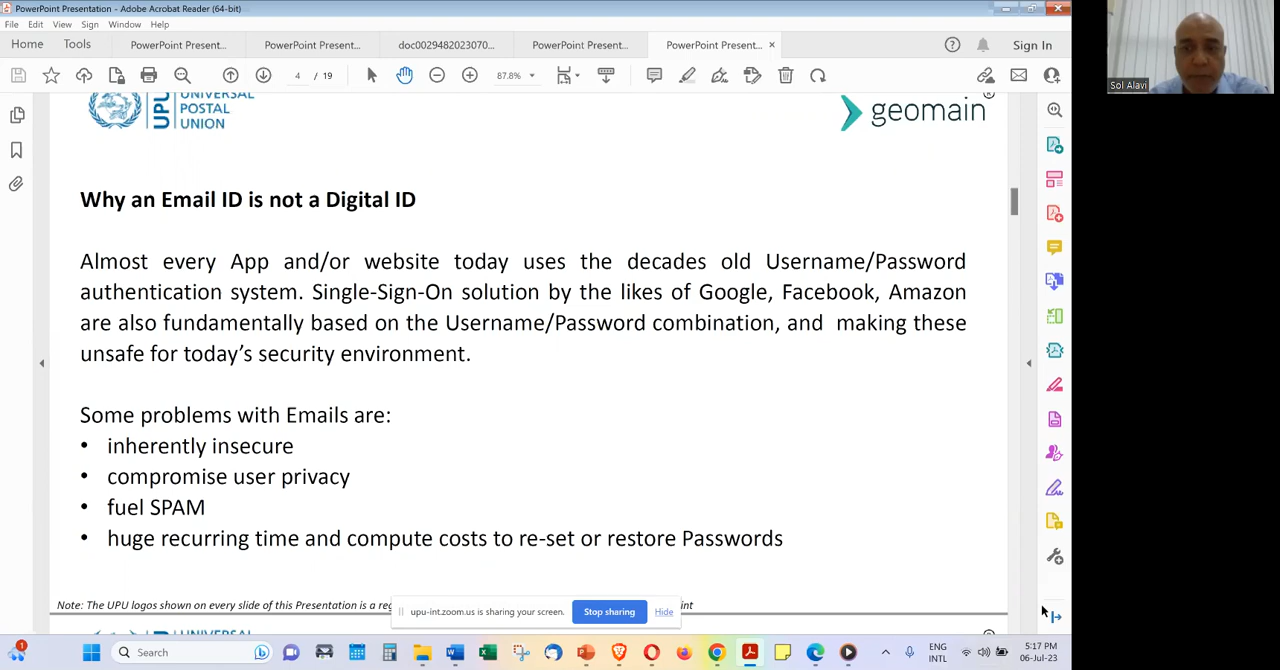 PowerPoint Presentation - Adobe Acrobat Reader (64-bit)
File Edit View Sign Window Help
Home Tools PowerPoint Present... PowerPoint Present... doc0029482023070... PowerPoint Present... PowerPoint Present... × Sign In
4 / 19 87.8%
Sol Alavi
UPU
UNIVERSAL
POSTAL
UNION
geomain
Why an Email ID is not a Digital ID
Almost every App and/or website today uses the decades old Username/Password
authentication system. Single-Sign-On solution by the likes of Google, Facebook, Amazon
are also fundamentally based on the Username/Password combination, and making these
unsafe for today's security environment.
Some problems with Emails are:
• inherently insecure
• compromise user privacy
• fuel SPAM
• huge recurring time and compute costs to re-set or restore Passwords
Note: The UPU logos shown on every slide of this Presentation is a
upu-int.zoom.us is sharing your screen. Stop sharing Hide
UNIVERSAL
Search
ENG
INTL
5:17 PM
06-Jul-23